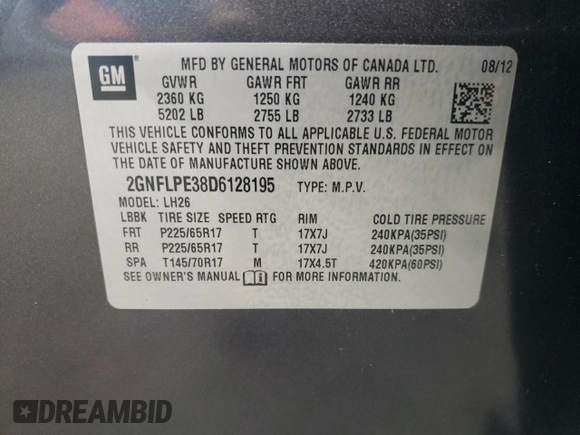 GM
MFD BY GENERAL MOTORS OF CANADA LTD. 08/12
GVWR GAWR FRT GAWR RR
2360 KG 1250 KG 1240 KG
5202 LB 2755 LB 2733 LB
THIS VEHICLE CONFORMS TO ALL APPLICABLE U.S. FEDERAL MOTOR
VEHICLE SAFETY AND THEFT PREVENTION STANDARDS IN EFFECT ON
THE DATE OF MANUFACTURE SHOWN ABOVE.
2GNFLPE38D6128195 TYPE: M.P.V.
MODEL: LH26
LBBK TIRE SIZE SPEED RTG RIM COLD TIRE PRESSURE
FRT P225/65R17 T 17X7J 240KPA(35PSI)
RR P225/65R17 T 17X7J 240KPA(35PSI)
SPA T145/70R17 M 17X4.5T 420KPA(60PSI)
SEE OWNER'S MANUAL FOR MORE INFORMATION.
DREAMBID